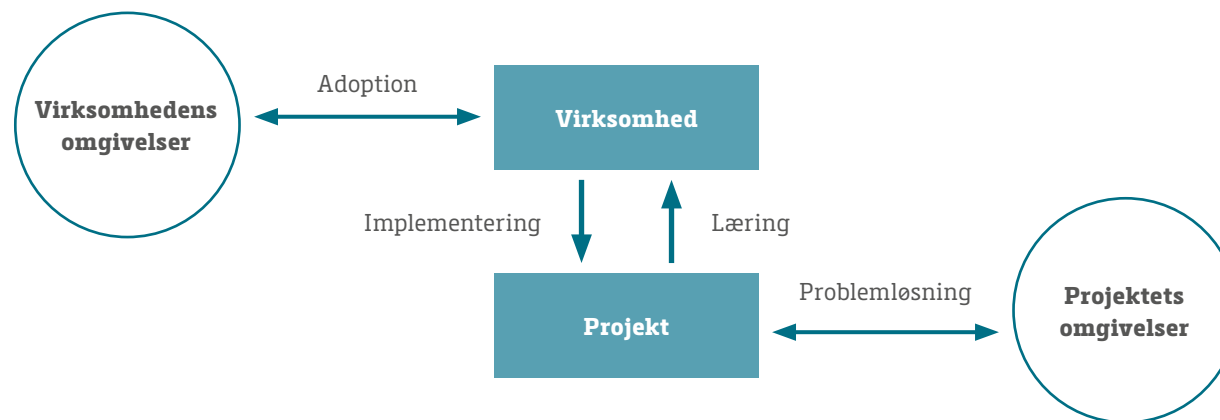 Adoption
Virksomhedens
omgivelser
Virksomhed
Implementering
Læring
Problemløsning
Projekt
Projektets
omgivelser